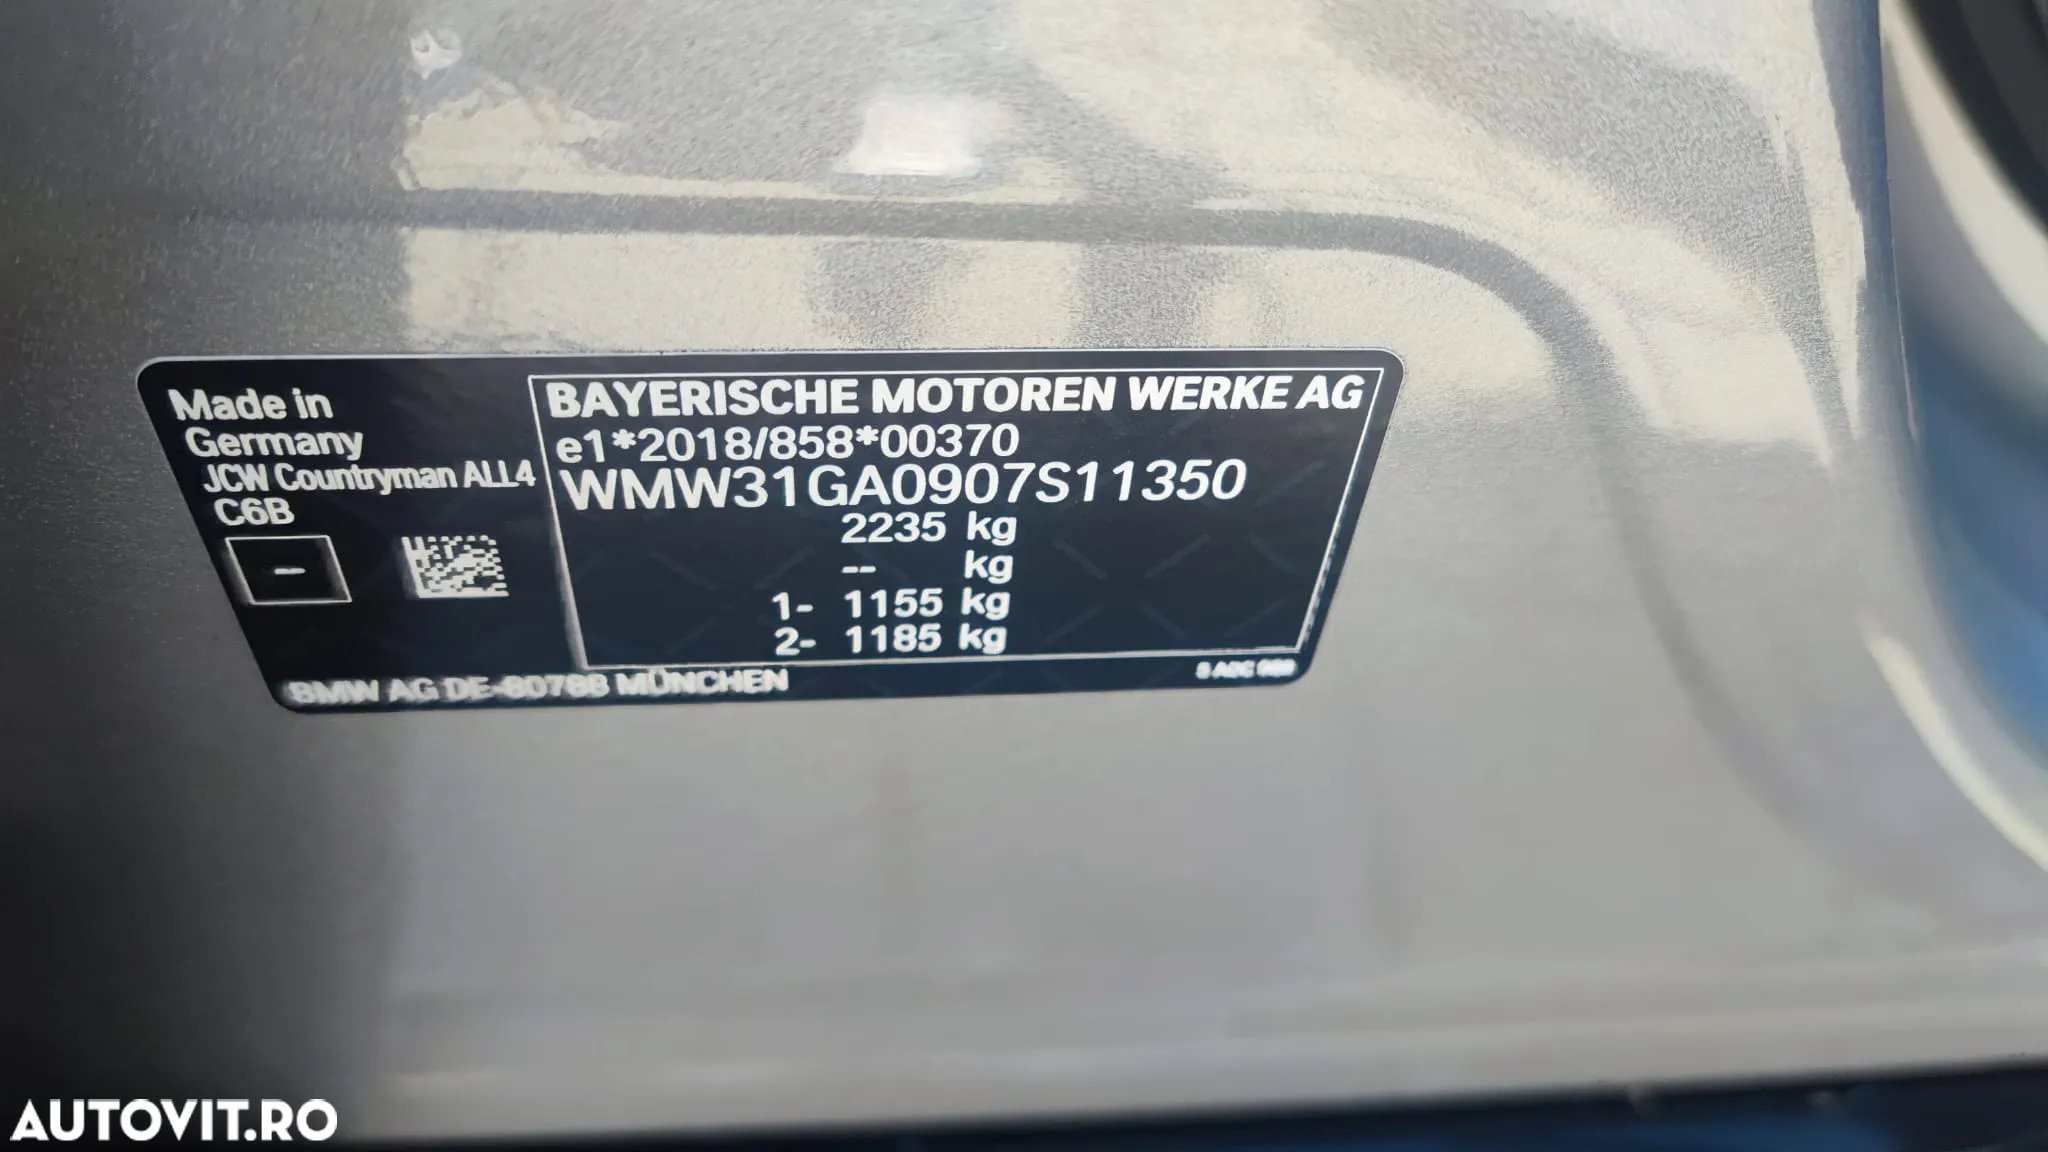 Made in
Germany
JCW Countryman ALL4
C6B
--
BAYERISCHE MOTOREN WERKE AG
e1*2018/858*00370
WMW31GA0907S11350
2235 kg
-- kg
1- 1155 kg
2- 1185 kg
BMW AG DE-80788 MÜNCHEN
AUTOVIT.RO